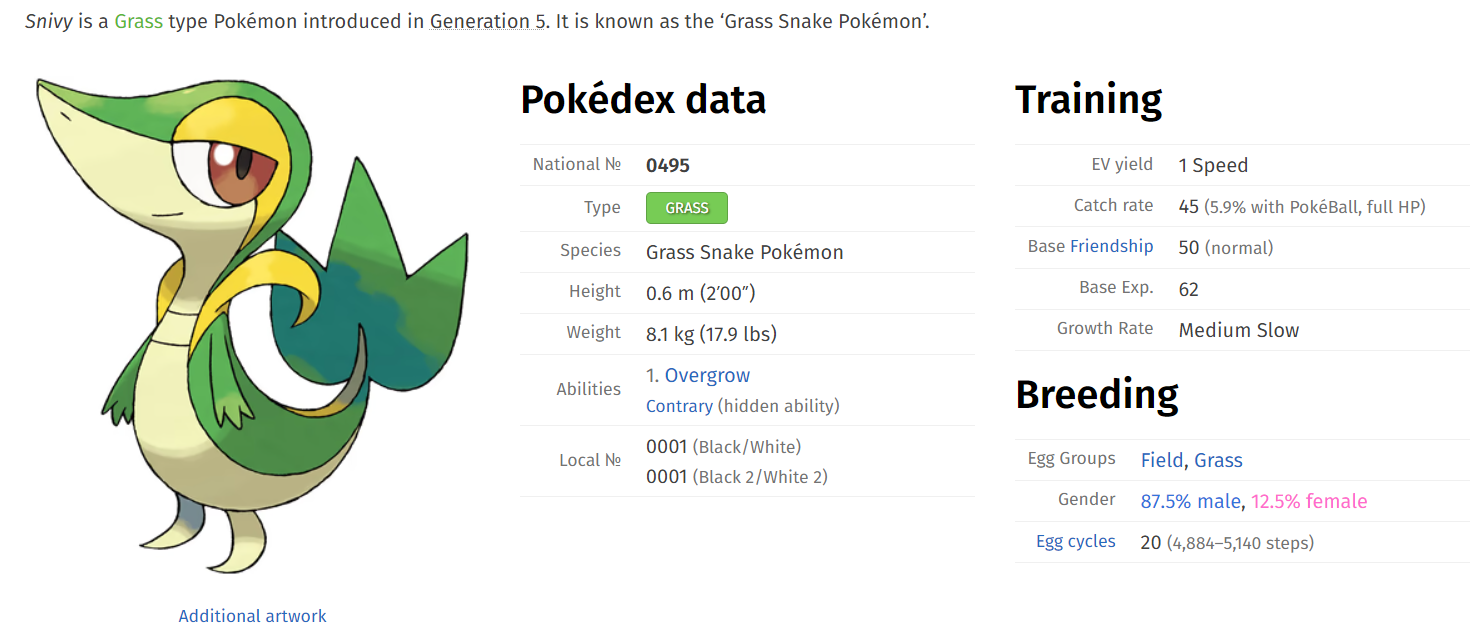 Snivy is a Grass type Pokémon introduced in Generation 5. It is known as the ‘Grass Snake Pokémon’.
Additional artwork
Pokédex data
National № 0495
Type GRASS
Species Grass Snake Pokémon
Height 0.6 m (2′00″)
Weight 8.1 kg (17.9 lbs)
Abilities 1. Overgrow
Contrary (hidden ability)
Local № 0001 (Black/White)
0001 (Black 2/White 2)
Training
EV yield 1 Speed
Catch rate 45 (5.9% with PokéBall, full HP)
Base Friendship 50 (normal)
Base Exp. 62
Growth Rate Medium Slow
Breeding
Egg Groups Field, Grass
Gender 87.5% male, 12.5% female
Egg cycles 20 (4,884–5,140 steps)